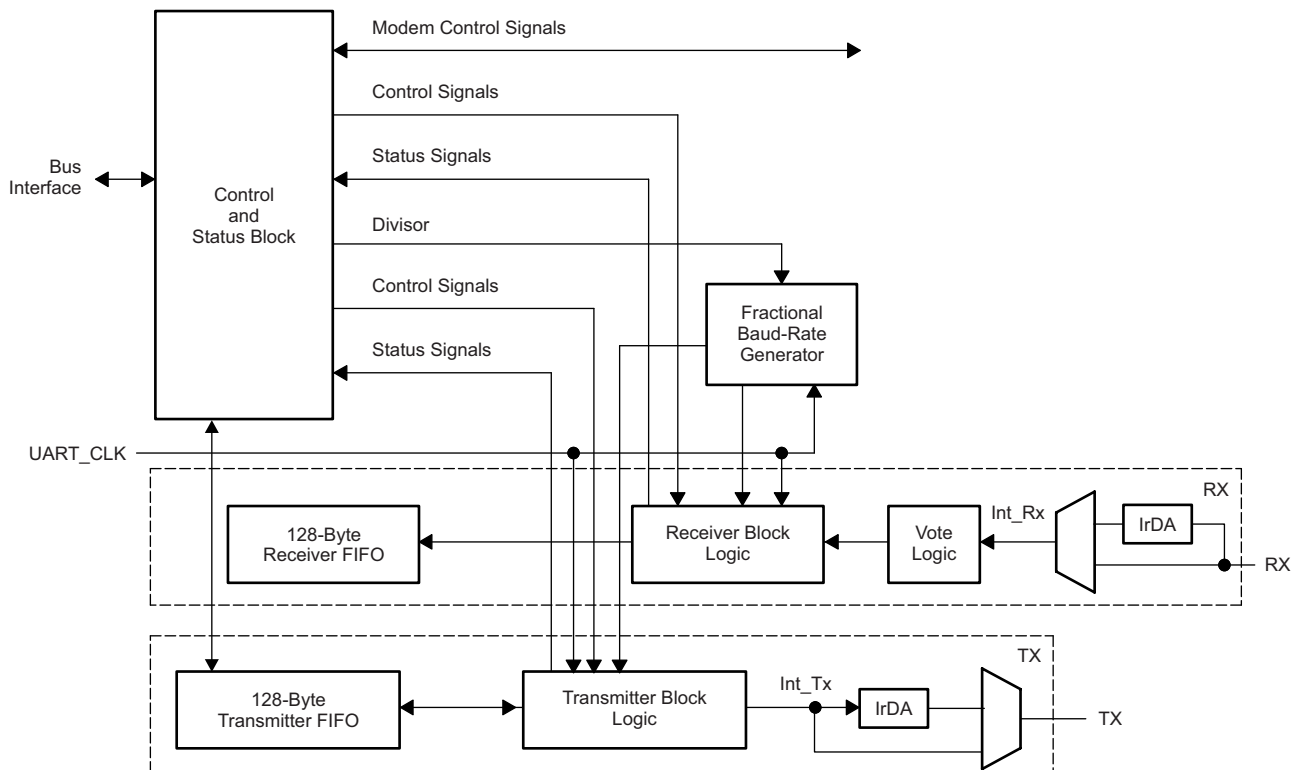 Modem Control Signals
Control Signals
Status Signals
Bus
Interface
Control
and
Status Block
Divisor
Control Signals
Fractional
Baud-Rate
Generator
Status Signals
UART_CLK
RX
128-Byte
Receiver FIFO
Receiver Block
Logic
Vote
Logic
Int_Rx
IrDA
RX
TX
128-Byte
Transmitter FIFO
Transmitter Block
Logic
Int_Tx
IrDA
TX